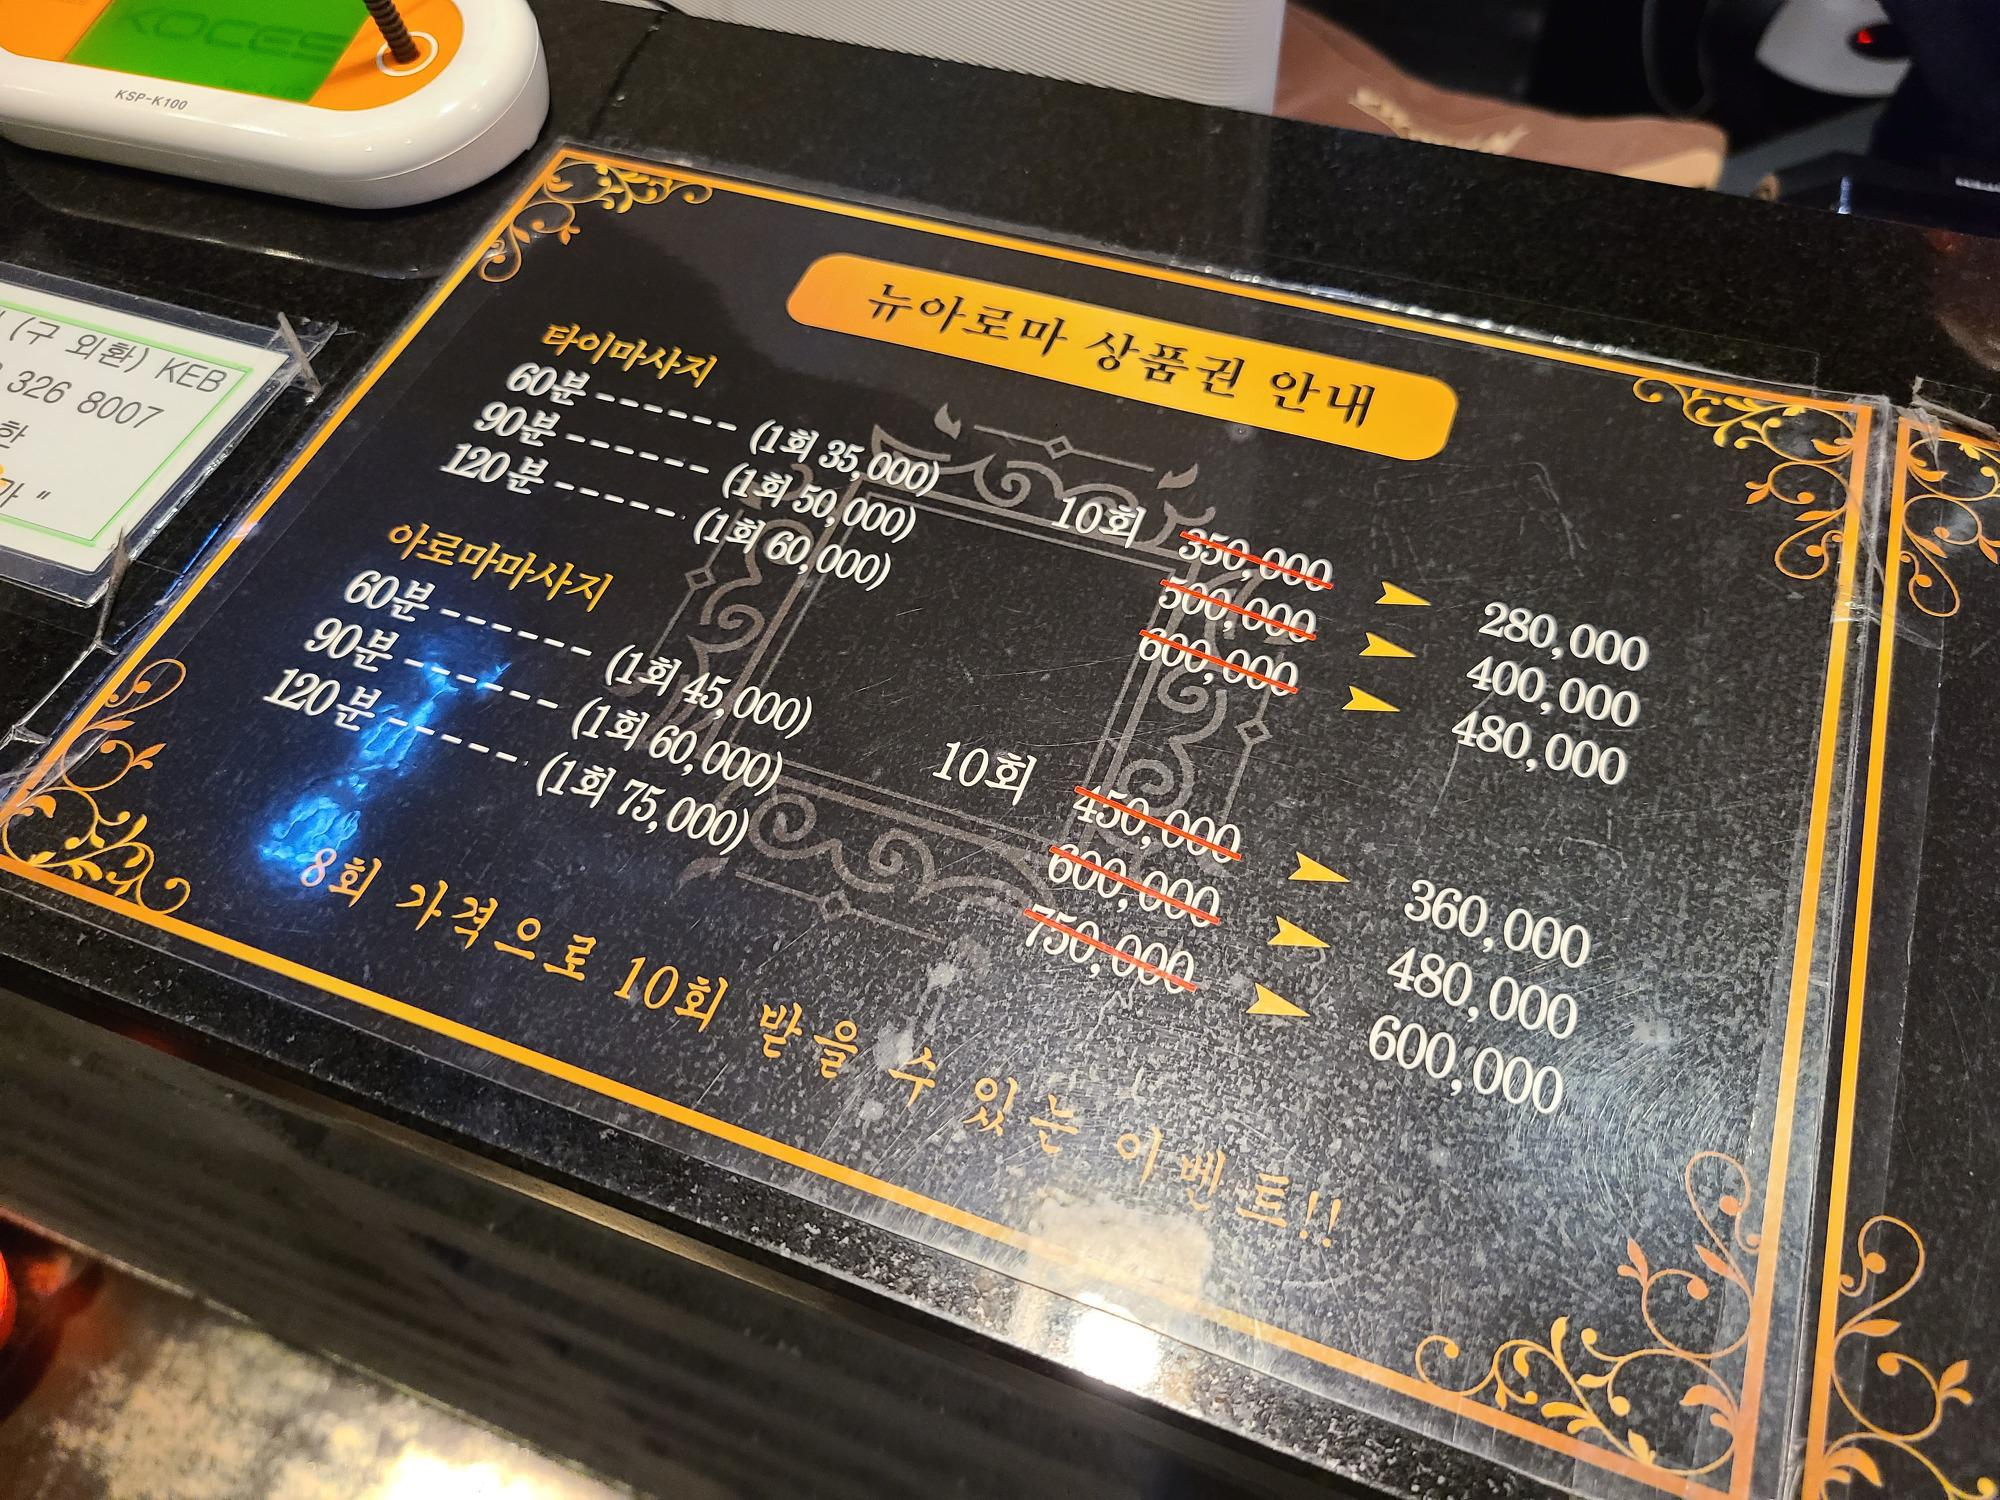 KOCES
KSP-K100
(구 외환) KEB
326 8007
한
가 "
뉴아로마 상품권 안내
타이마사지
60분 ------ (1회 35,000) 10회 350,000 ➤ 280,000
90분 ------ (1회 50,000) 500,000 ➤ 400,000
120분 ----- (1회 60,000) 600,000 ➤ 480,000
아로마마사지
60분 ------ (1회 45,000) 10회 450,000 ➤ 360,000
90분 ------ (1회 60,000) 600,000 ➤ 480,000
120분 ------ (1회 75,000) 750,000 ➤ 600,000
8회 가격으로 10회 받을 수 있는 이벤트!!